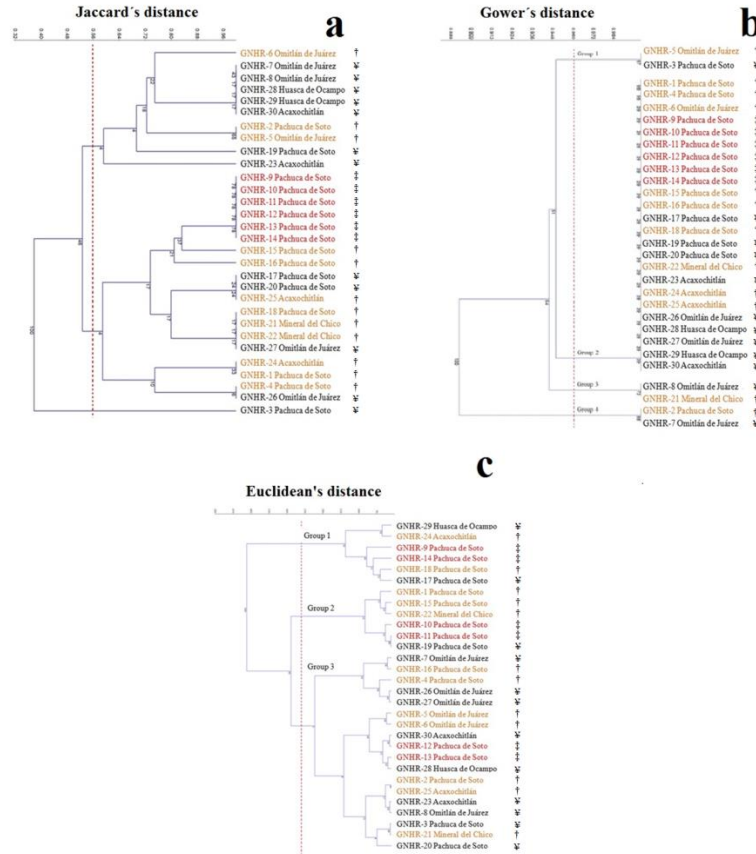 Jaccard´s distance
a
GNHR-6 Omitlán de Juárez †
GNHR-7 Omitlán de Juárez ¥
GNHR-8 Omitlán de Juárez ¥
GNHR-28 Huasca de Ocampo ¥
GNHR-29 Huasca de Ocampo ¥
GNHR-30 Acaxochitlán ¥
GNHR-2 Pachuca de Soto †
GNHR-5 Omitlán de Juárez †
GNHR-19 Pachuca de Soto ¥
GNHR-23 Acaxochitlán ¥
GNHR-9 Pachuca de Soto ‡
GNHR-10 Pachuca de Soto ‡
GNHR-11 Pachuca de Soto ‡
GNHR-12 Pachuca de Soto ‡
GNHR-13 Pachuca de Soto ‡
GNHR-14 Pachuca de Soto ‡
GNHR-15 Pachuca de Soto †
GNHR-16 Pachuca de Soto †
GNHR-17 Pachuca de Soto ¥
GNHR-20 Pachuca de Soto ¥
GNHR-25 Acaxochitlán †
GNHR-18 Pachuca de Soto †
GNHR-21 Mineral del Chico †
GNHR-22 Mineral del Chico †
GNHR-27 Omitlán de Juárez ¥
GNHR-24 Acaxochitlán †
GNHR-1 Pachuca de Soto †
GNHR-4 Pachuca de Soto †
GNHR-26 Omitlán de Juárez ¥
GNHR-3 Pachuca de Soto ¥
Gower's distance
b
Group 1
GNHR-5 Omitlán de Juárez
GNHR-3 Pachuca de Soto
GNHR-1 Pachuca de Soto
GNHR-4 Pachuca de Soto
GNHR-6 Omitlán de Juárez
GNHR-9 Pachuca de Soto
GNHR-10 Pachuca de Soto
GNHR-11 Pachuca de Soto
GNHR-12 Pachuca de Soto
GNHR-13 Pachuca de Soto
GNHR-14 Pachuca de Soto
GNHR-15 Pachuca de Soto
GNHR-16 Pachuca de Soto
GNHR-17 Pachuca de Soto
GNHR-18 Pachuca de Soto
GNHR-19 Pachuca de Soto
GNHR-20 Pachuca de Soto
GNHR-22 Mineral del Chico
GNHR-23 Acaxochitlán
GNHR-24 Acaxochitlán
GNHR-25 Acaxochitlán
GNHR-26 Omitlán de Juárez
GNHR-28 Huasca de Ocampo
GNHR-27 Omitlán de Juárez
Group 2
GNHR-29 Huasca de Ocampo
GNHR-30 Acaxochitlán
Group 3
GNHR-8 Omitlán de Juárez
GNHR-21 Mineral del Chico
Group 4
GNHR-2 Pachuca de Soto
GNHR-7 Omitlán de Juárez
c
Euclidean's distance
Group 1
GNHR-29 Huasca de Ocampo ¥
GNHR-24 Acaxochitlán †
GNHR-9 Pachuca de Soto ‡
GNHR-14 Pachuca de Soto ‡
GNHR-18 Pachuca de Soto †
GNHR-17 Pachuca de Soto ¥
GNHR-1 Pachuca de Soto †
GNHR-15 Pachuca de Soto †
Group 2
GNHR-22 Mineral del Chico †
GNHR-10 Pachuca de Soto ‡
GNHR-11 Pachuca de Soto ‡
GNHR-19 Pachuca de Soto ¥
GNHR-7 Omitlán de Juárez ¥
Group 3
GNHR-16 Pachuca de Soto †
GNHR-4 Pachuca de Soto †
GNHR-26 Omitlán de Juárez ¥
GNHR-27 Omitlán de Juárez ¥
GNHR-5 Omitlán de Juárez †
GNHR-6 Omitlán de Juárez †
GNHR-30 Acaxochitlán ¥
GNHR-12 Pachuca de Soto ‡
GNHR-13 Pachuca de Soto ‡
GNHR-28 Huasca de Ocampo ¥
GNHR-2 Pachuca de Soto †
GNHR-25 Acaxochitlán †
GNHR-23 Acaxochitlán ¥
GNHR-8 Omitlán de Juárez ¥
GNHR-3 Pachuca de Soto ¥
GNHR-21 Mineral del Chico †
GNHR-20 Pachuca de Soto ¥